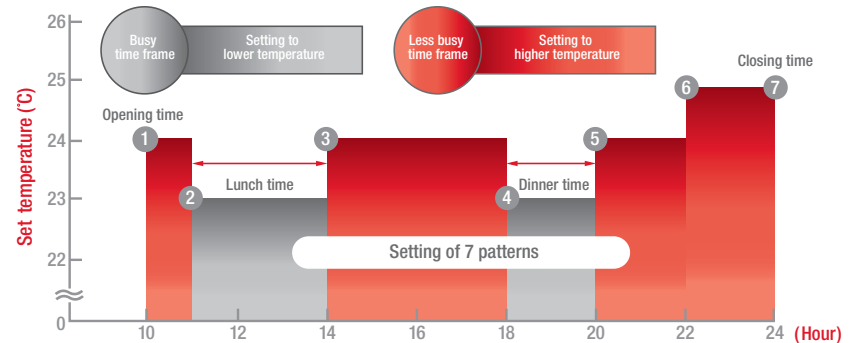 Busy
time frame
Setting to
lower temperature
Less busy
time frame
Setting to
higher temperature
Closing time
Opening time
Lunch time
Dinner time
Setting of 7 patterns
Set temperature (˚C)
26
25
24
23
22
0
1
2
3
4
5
6
7
10
12
14
16
18
20
22
24
(Hour)